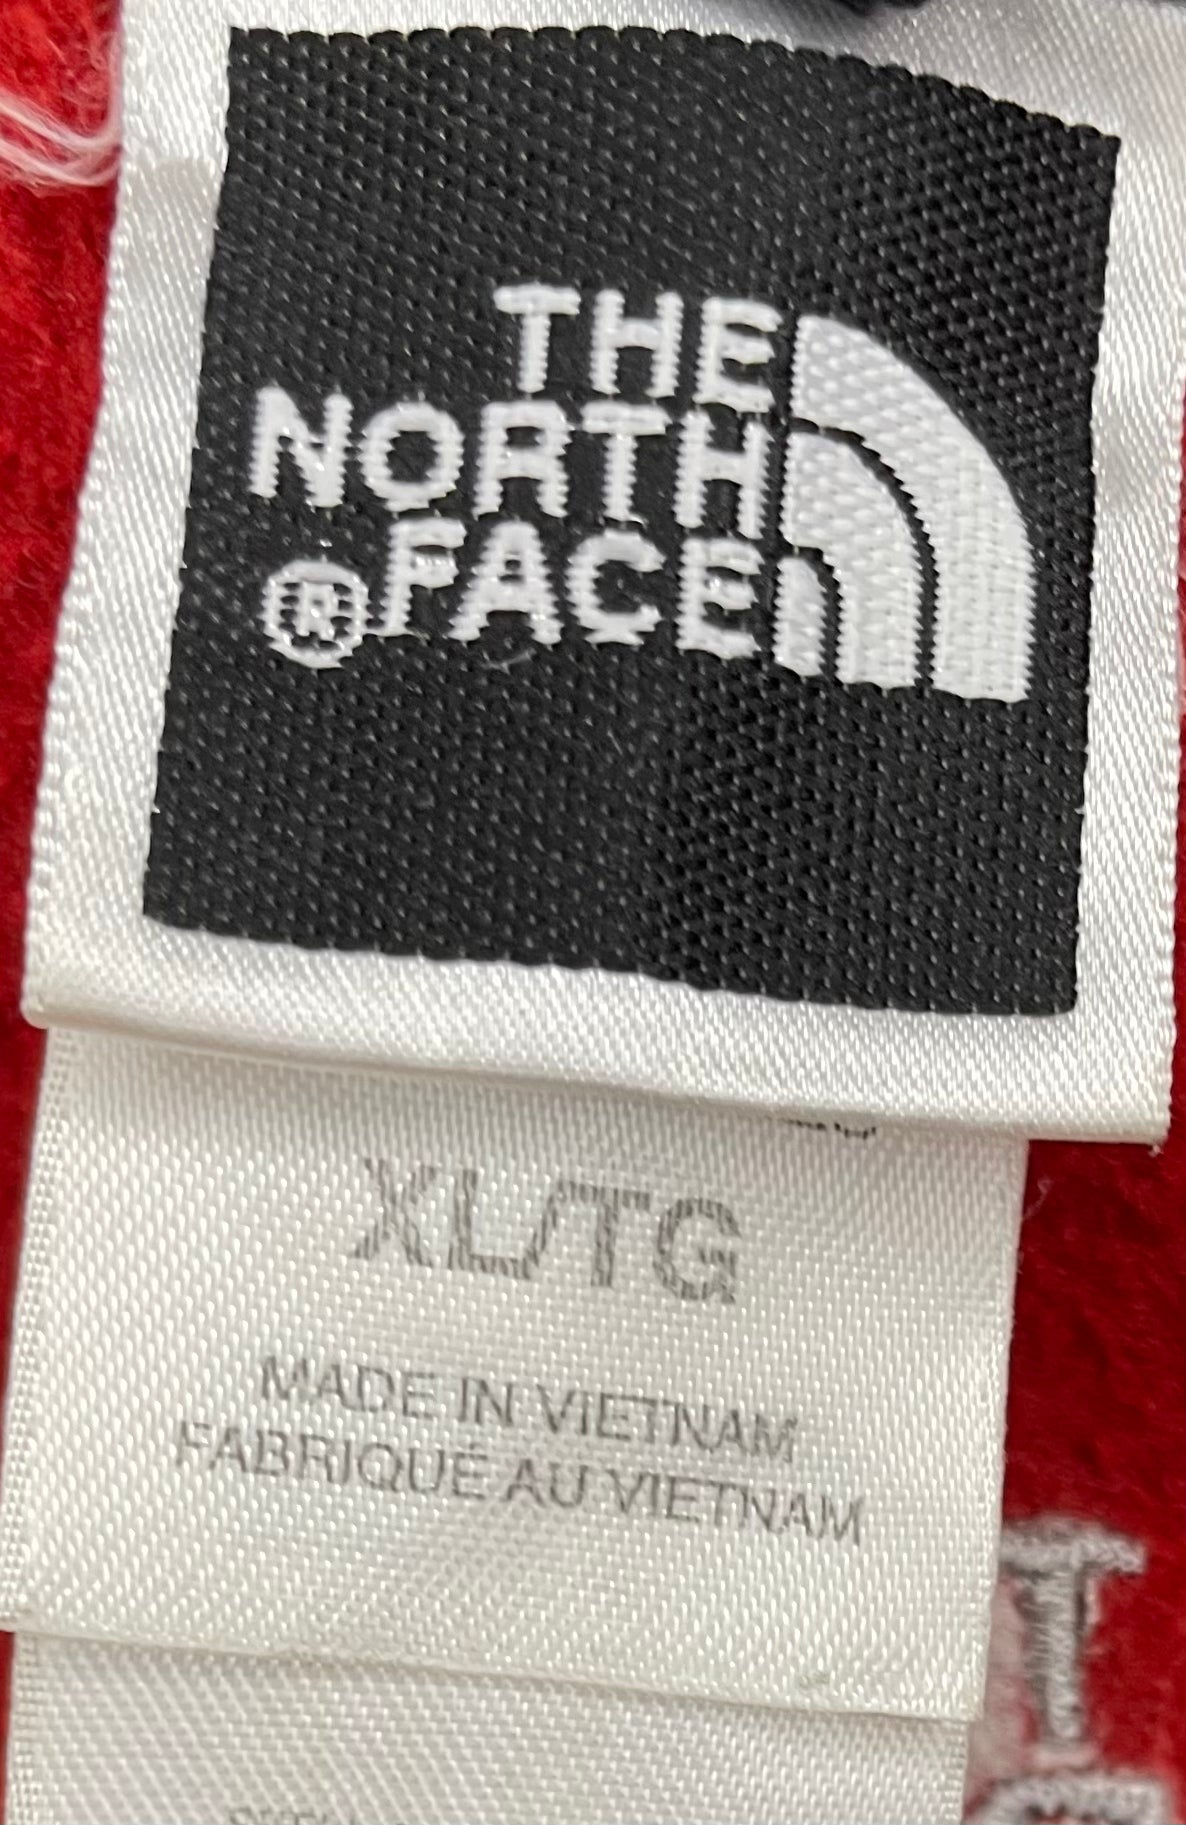 THE
NORTH
®FACE
XL/TG
MADE IN VIETNAM
FABRIQUÉ AU VIETNAM